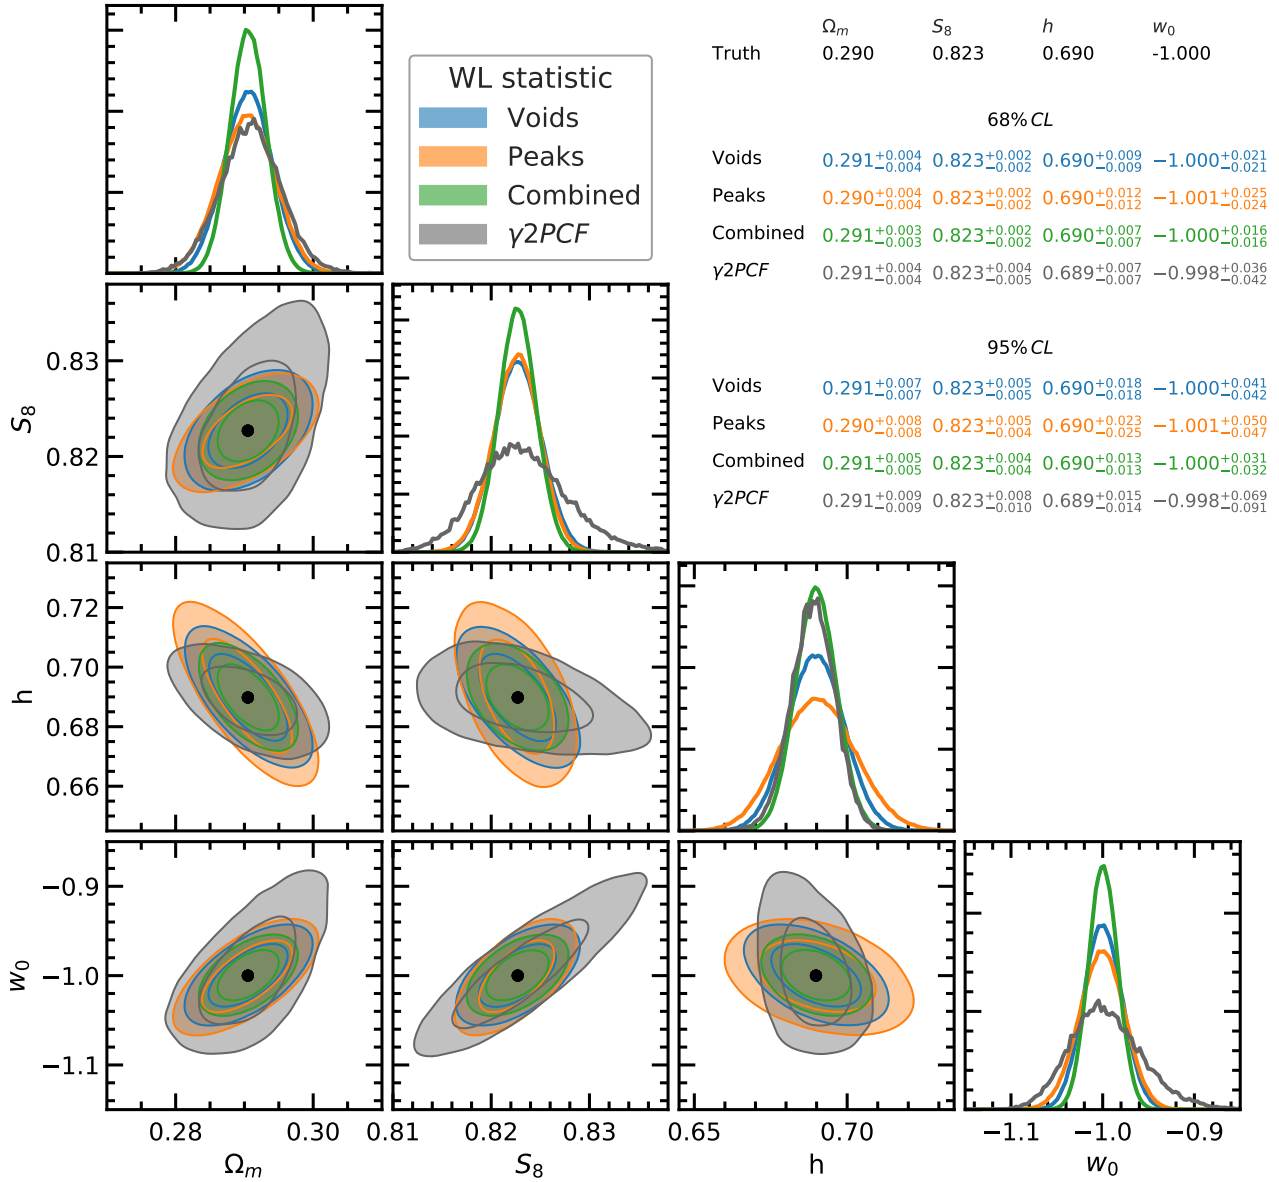 Ω_m S_8 h w_0
Truth 0.290 0.823 0.690 -1.000
WL statistic
Voids
Peaks
Combined
γ2PCF
68% CL
Voids 0.291^{+0.004}_{−0.004} 0.823^{+0.002}_{−0.002} 0.690^{+0.009}_{−0.009} −1.000^{+0.021}_{−0.021}
Peaks 0.290^{+0.004}_{−0.004} 0.823^{+0.002}_{−0.002} 0.690^{+0.012}_{−0.012} −1.001^{+0.025}_{−0.024}
Combined 0.291^{+0.003}_{−0.003} 0.823^{+0.002}_{−0.002} 0.690^{+0.007}_{−0.007} −1.000^{+0.016}_{−0.016}
γ2PCF 0.291^{+0.004}_{−0.004} 0.823^{+0.004}_{−0.005} 0.689^{+0.007}_{−0.007} −0.998^{+0.036}_{−0.042}
95% CL
Voids 0.291^{+0.007}_{−0.007} 0.823^{+0.005}_{−0.005} 0.690^{+0.018}_{−0.018} −1.000^{+0.041}_{−0.042}
Peaks 0.290^{+0.008}_{−0.008} 0.823^{+0.005}_{−0.004} 0.690^{+0.023}_{−0.025} −1.001^{+0.050}_{−0.047}
Combined 0.291^{+0.005}_{−0.005} 0.823^{+0.004}_{−0.004} 0.690^{+0.013}_{−0.013} −1.000^{+0.031}_{−0.032}
γ2PCF 0.291^{+0.009}_{−0.009} 0.823^{+0.008}_{−0.010} 0.689^{+0.015}_{−0.014} −0.998^{+0.069}_{−0.091}
S_8
0.83
0.82
0.81
h
0.72
0.70
0.68
0.66
w_0
−0.9
−1.0
−1.1
0.28 0.30 0.81 0.82 0.83 0.65 0.70 −1.1 −1.0 −0.9
Ω_m S_8 h w_0